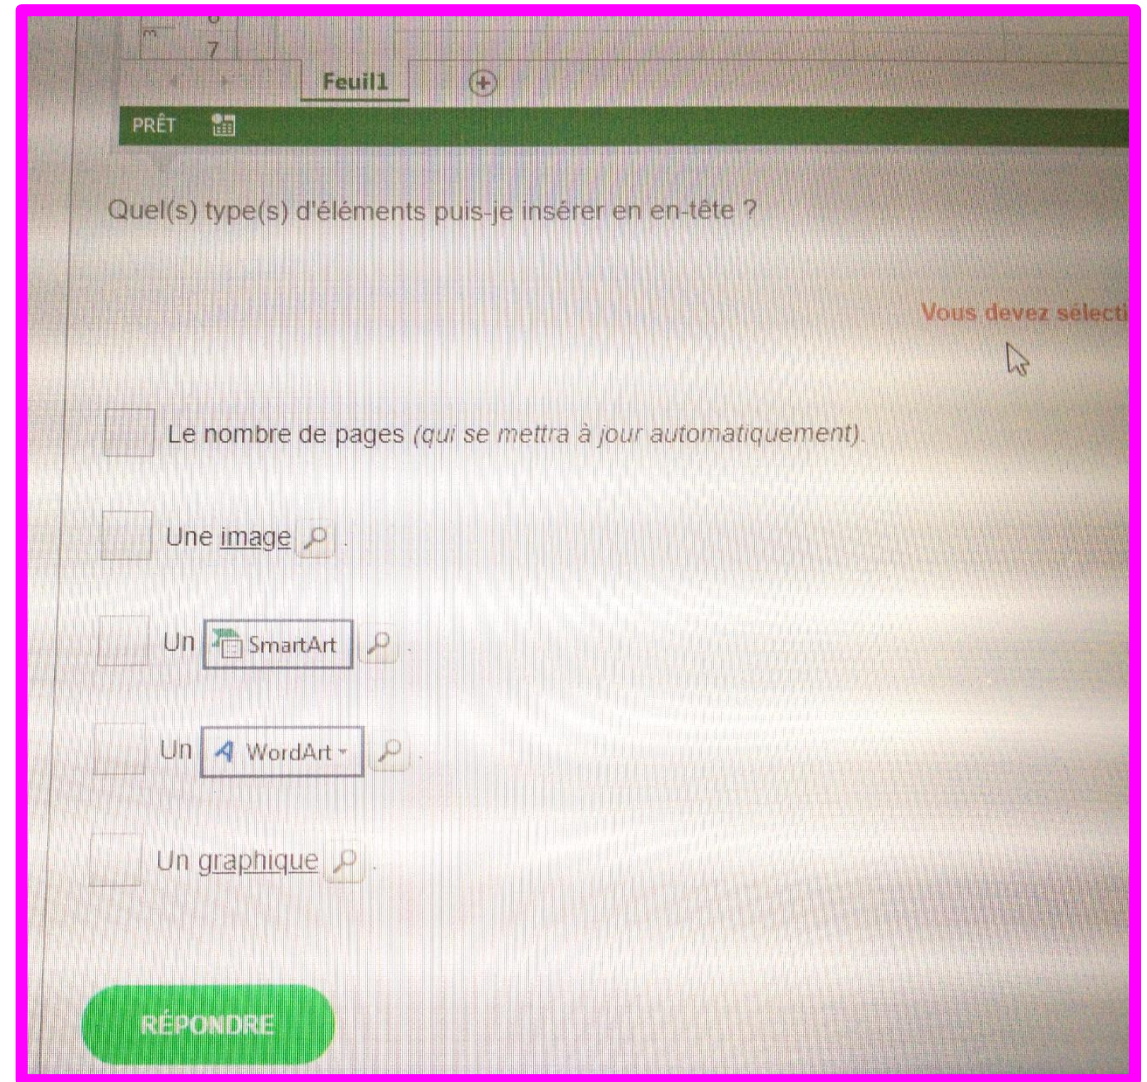 7
Feuil1
PRÊT
Quel(s) type(s) d'éléments puis-je insérer en en-tête ?
Vous devez sélecti
Le nombre de pages (qui se mettra à jour automatiquement).
Une image .
Un SmartArt .
Un WordArt .
Un graphique .
RÉPONDRE